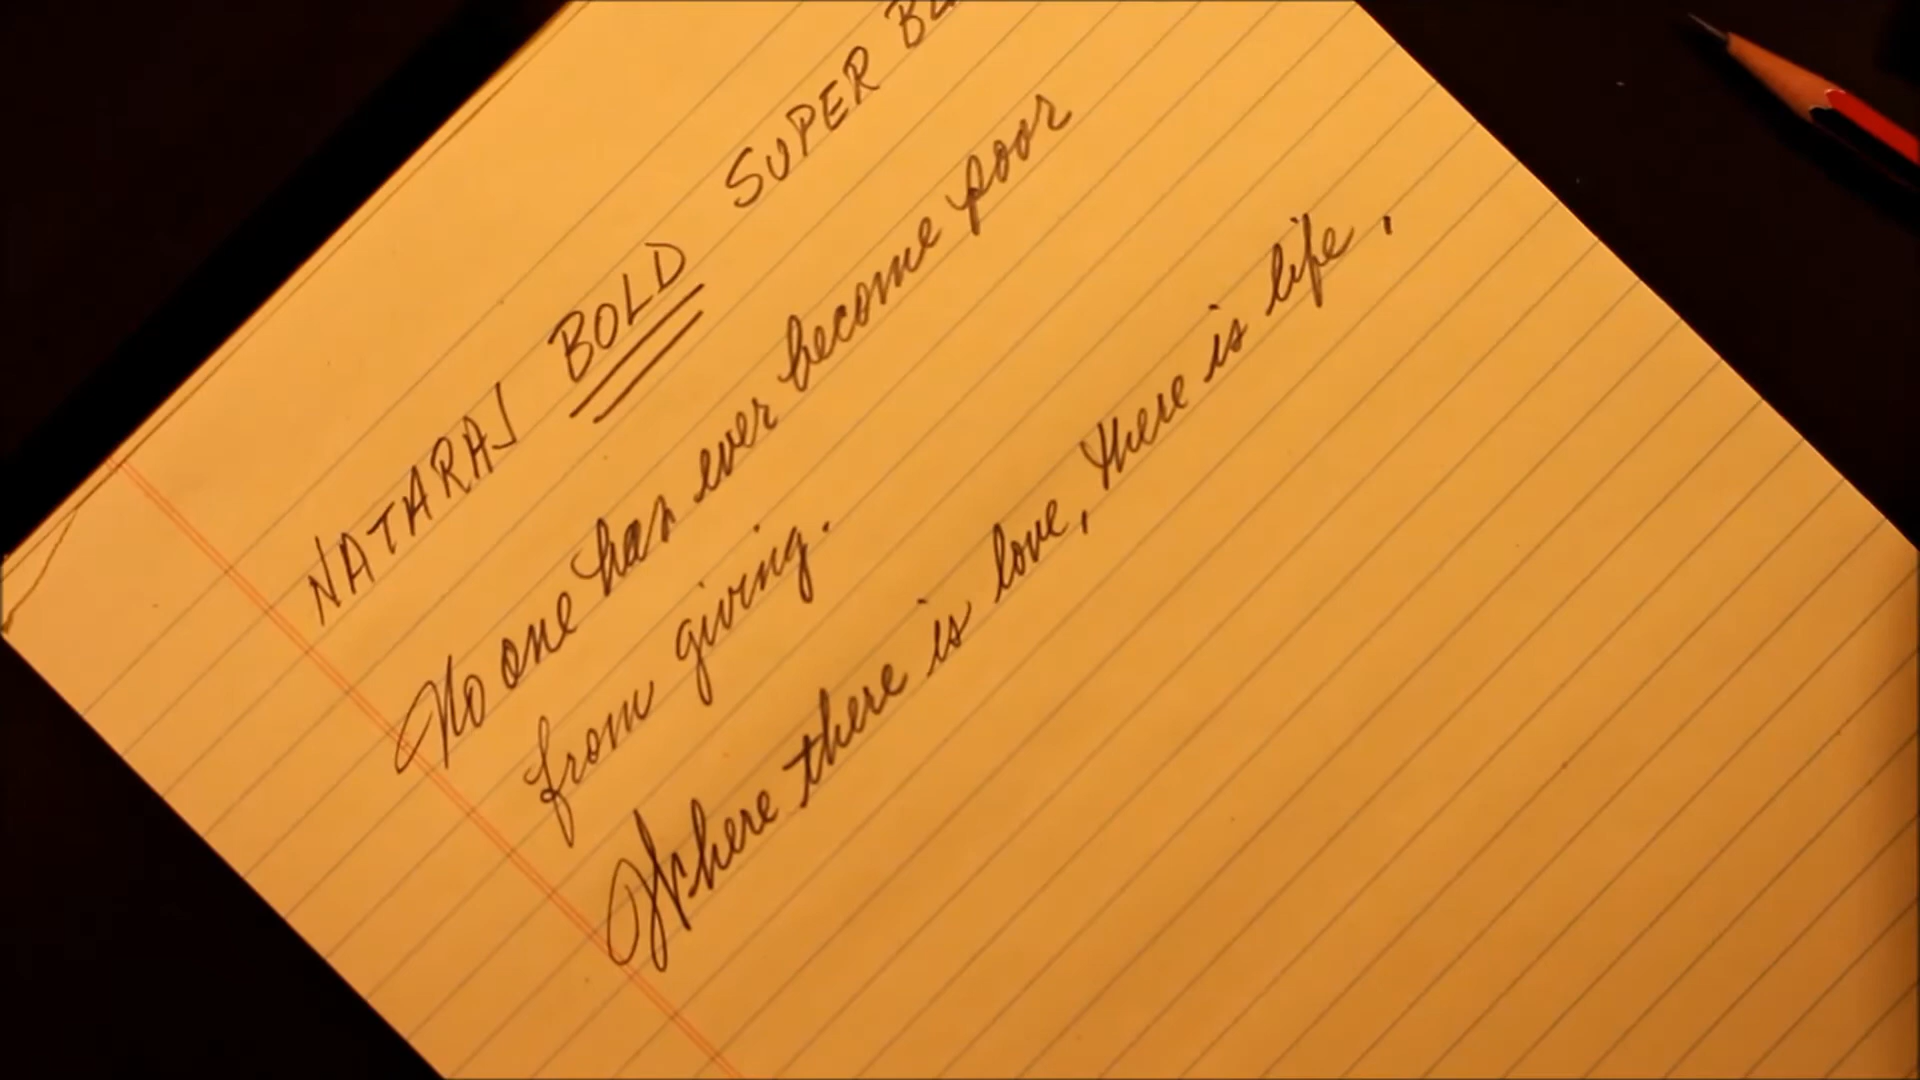 NATARAJ BOLD SUPER
No one has ever become poor
from giving.
Where there is love, there is life.